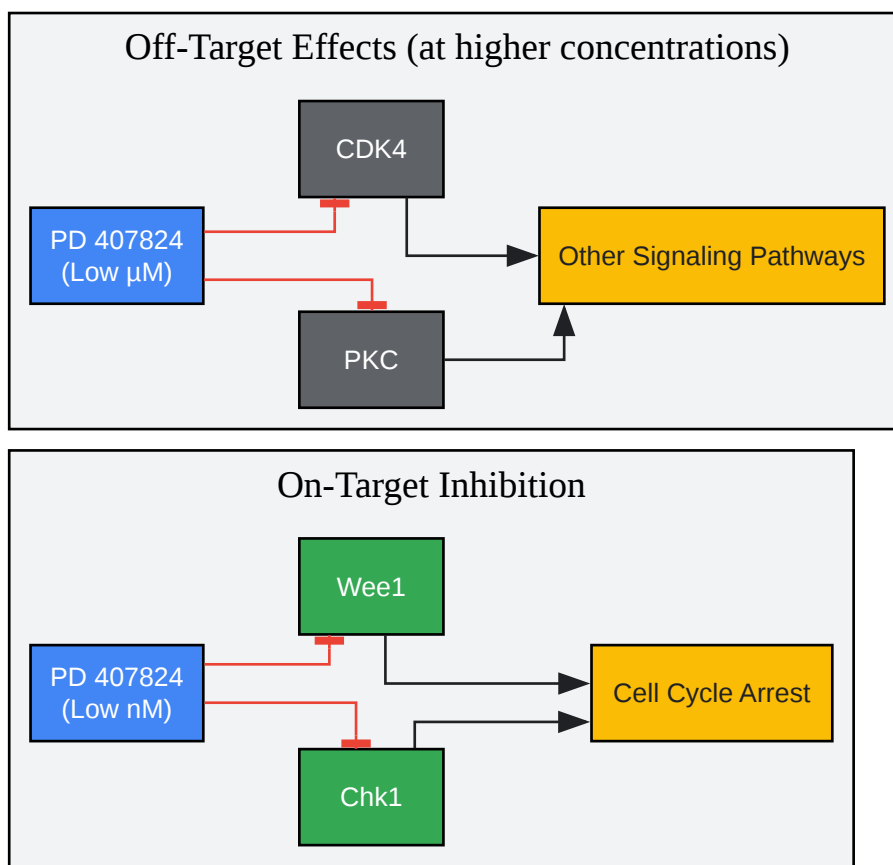 Off-Target Effects (at higher concentrations)
CDK4
PD 407824
(Low µM)
Other Signaling Pathways
PKC
On-Target Inhibition
Wee1
PD 407824
(Low nM)
Cell Cycle Arrest
Chk1